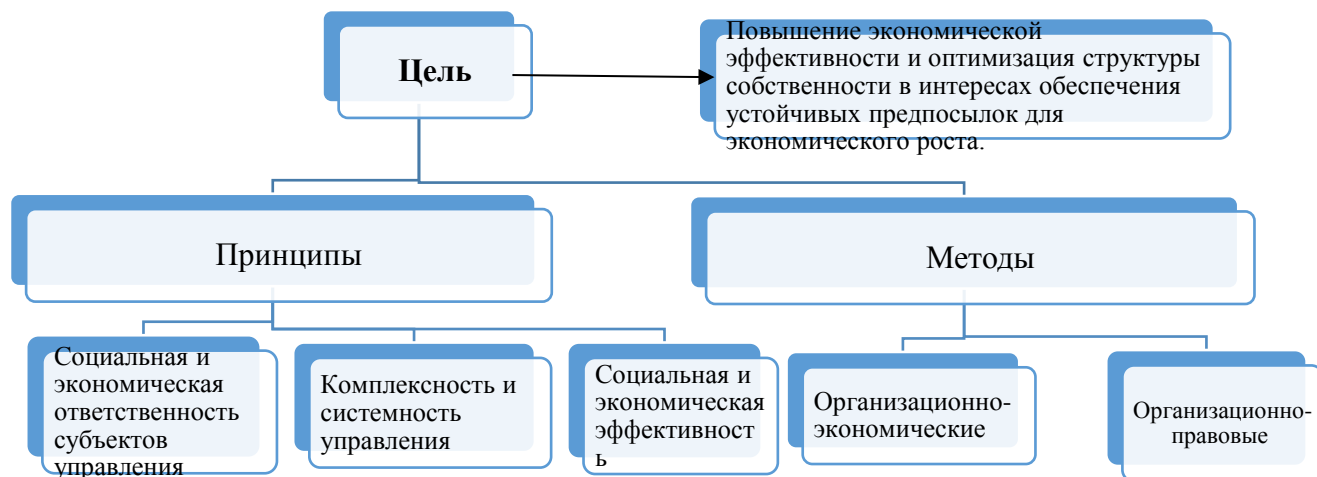 Цель
Повышение экономической
эффективности и оптимизация структуры
собственности в интересах обеспечения
устойчивых предпосылок для
экономического роста.
Принципы
Методы
Социальная и
экономическая
ответственность
субъектов
управления
Комплексность и
системность
управления
Социальная и
экономическая
эффективност
ь
Организационно-
экономические
Организационно-
правовые